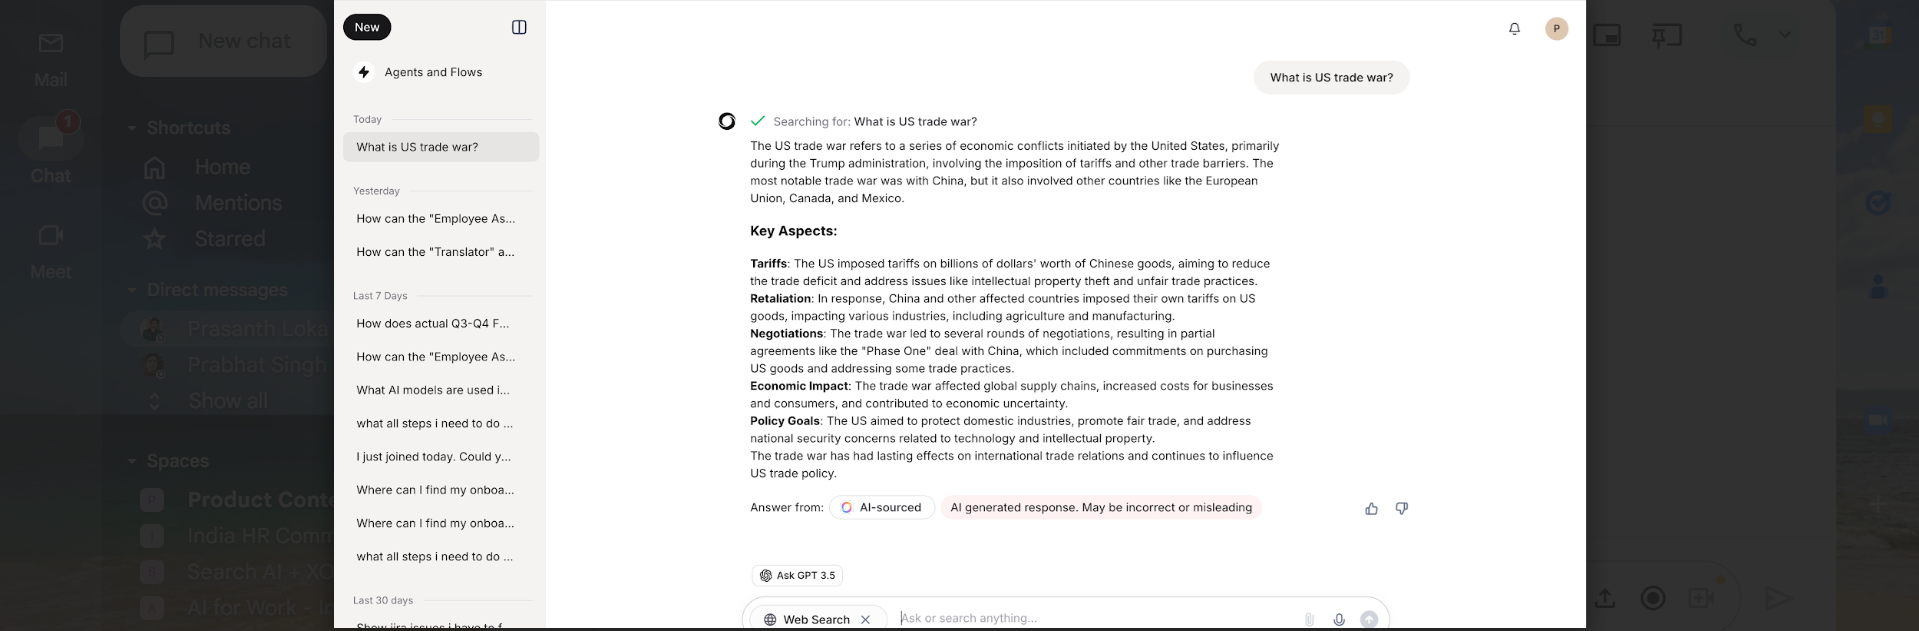 Mail
1
Chat
Meet
New chat
Shortcuts
Home
Mentions
Starred
Direct messages
Prasanth Loka
Prabhat Singh
Show all
Spaces
Product Conte
India HR Comm
Search AI + XO
AI for Work - In
New
Agents and Flows
Today
What is US trade war?
Yesterday
How can the "Employee As...
How can the "Translator" a...
Last 7 Days
How does actual Q3-Q4 F...
How can the "Employee As...
What AI models are used i...
what all steps i need to do ...
I just joined today. Could y...
Where can I find my onboa...
Where can I find my onboa...
what all steps i need to do ...
Last 30 days
Show jira issues i have to f
P
What is US trade war?
Searching for: What is US trade war?
The US trade war refers to a series of economic conflicts initiated by the United States, primarily
during the Trump administration, involving the imposition of tariffs and other trade barriers. The
most notable trade war was with China, but it also involved other countries like the European
Union, Canada, and Mexico.
Key Aspects:
Tariffs: The US imposed tariffs on billions of dollars' worth of Chinese goods, aiming to reduce
the trade deficit and address issues like intellectual property theft and unfair trade practices.
Retaliation: In response, China and other affected countries imposed their own tariffs on US
goods, impacting various industries, including agriculture and manufacturing.
Negotiations: The trade war led to several rounds of negotiations, resulting in partial
agreements like the "Phase One" deal with China, which included commitments on purchasing
US goods and addressing some trade practices.
Economic Impact: The trade war affected global supply chains, increased costs for businesses
and consumers, and contributed to economic uncertainty.
Policy Goals: The US aimed to protect domestic industries, promote fair trade, and address
national security concerns related to technology and intellectual property.
The trade war has had lasting effects on international trade relations and continues to influence
US trade policy.
Answer from: AI-sourced AI generated response. May be incorrect or misleading
Ask GPT 3.5
Web Search Ask or search anything...
31